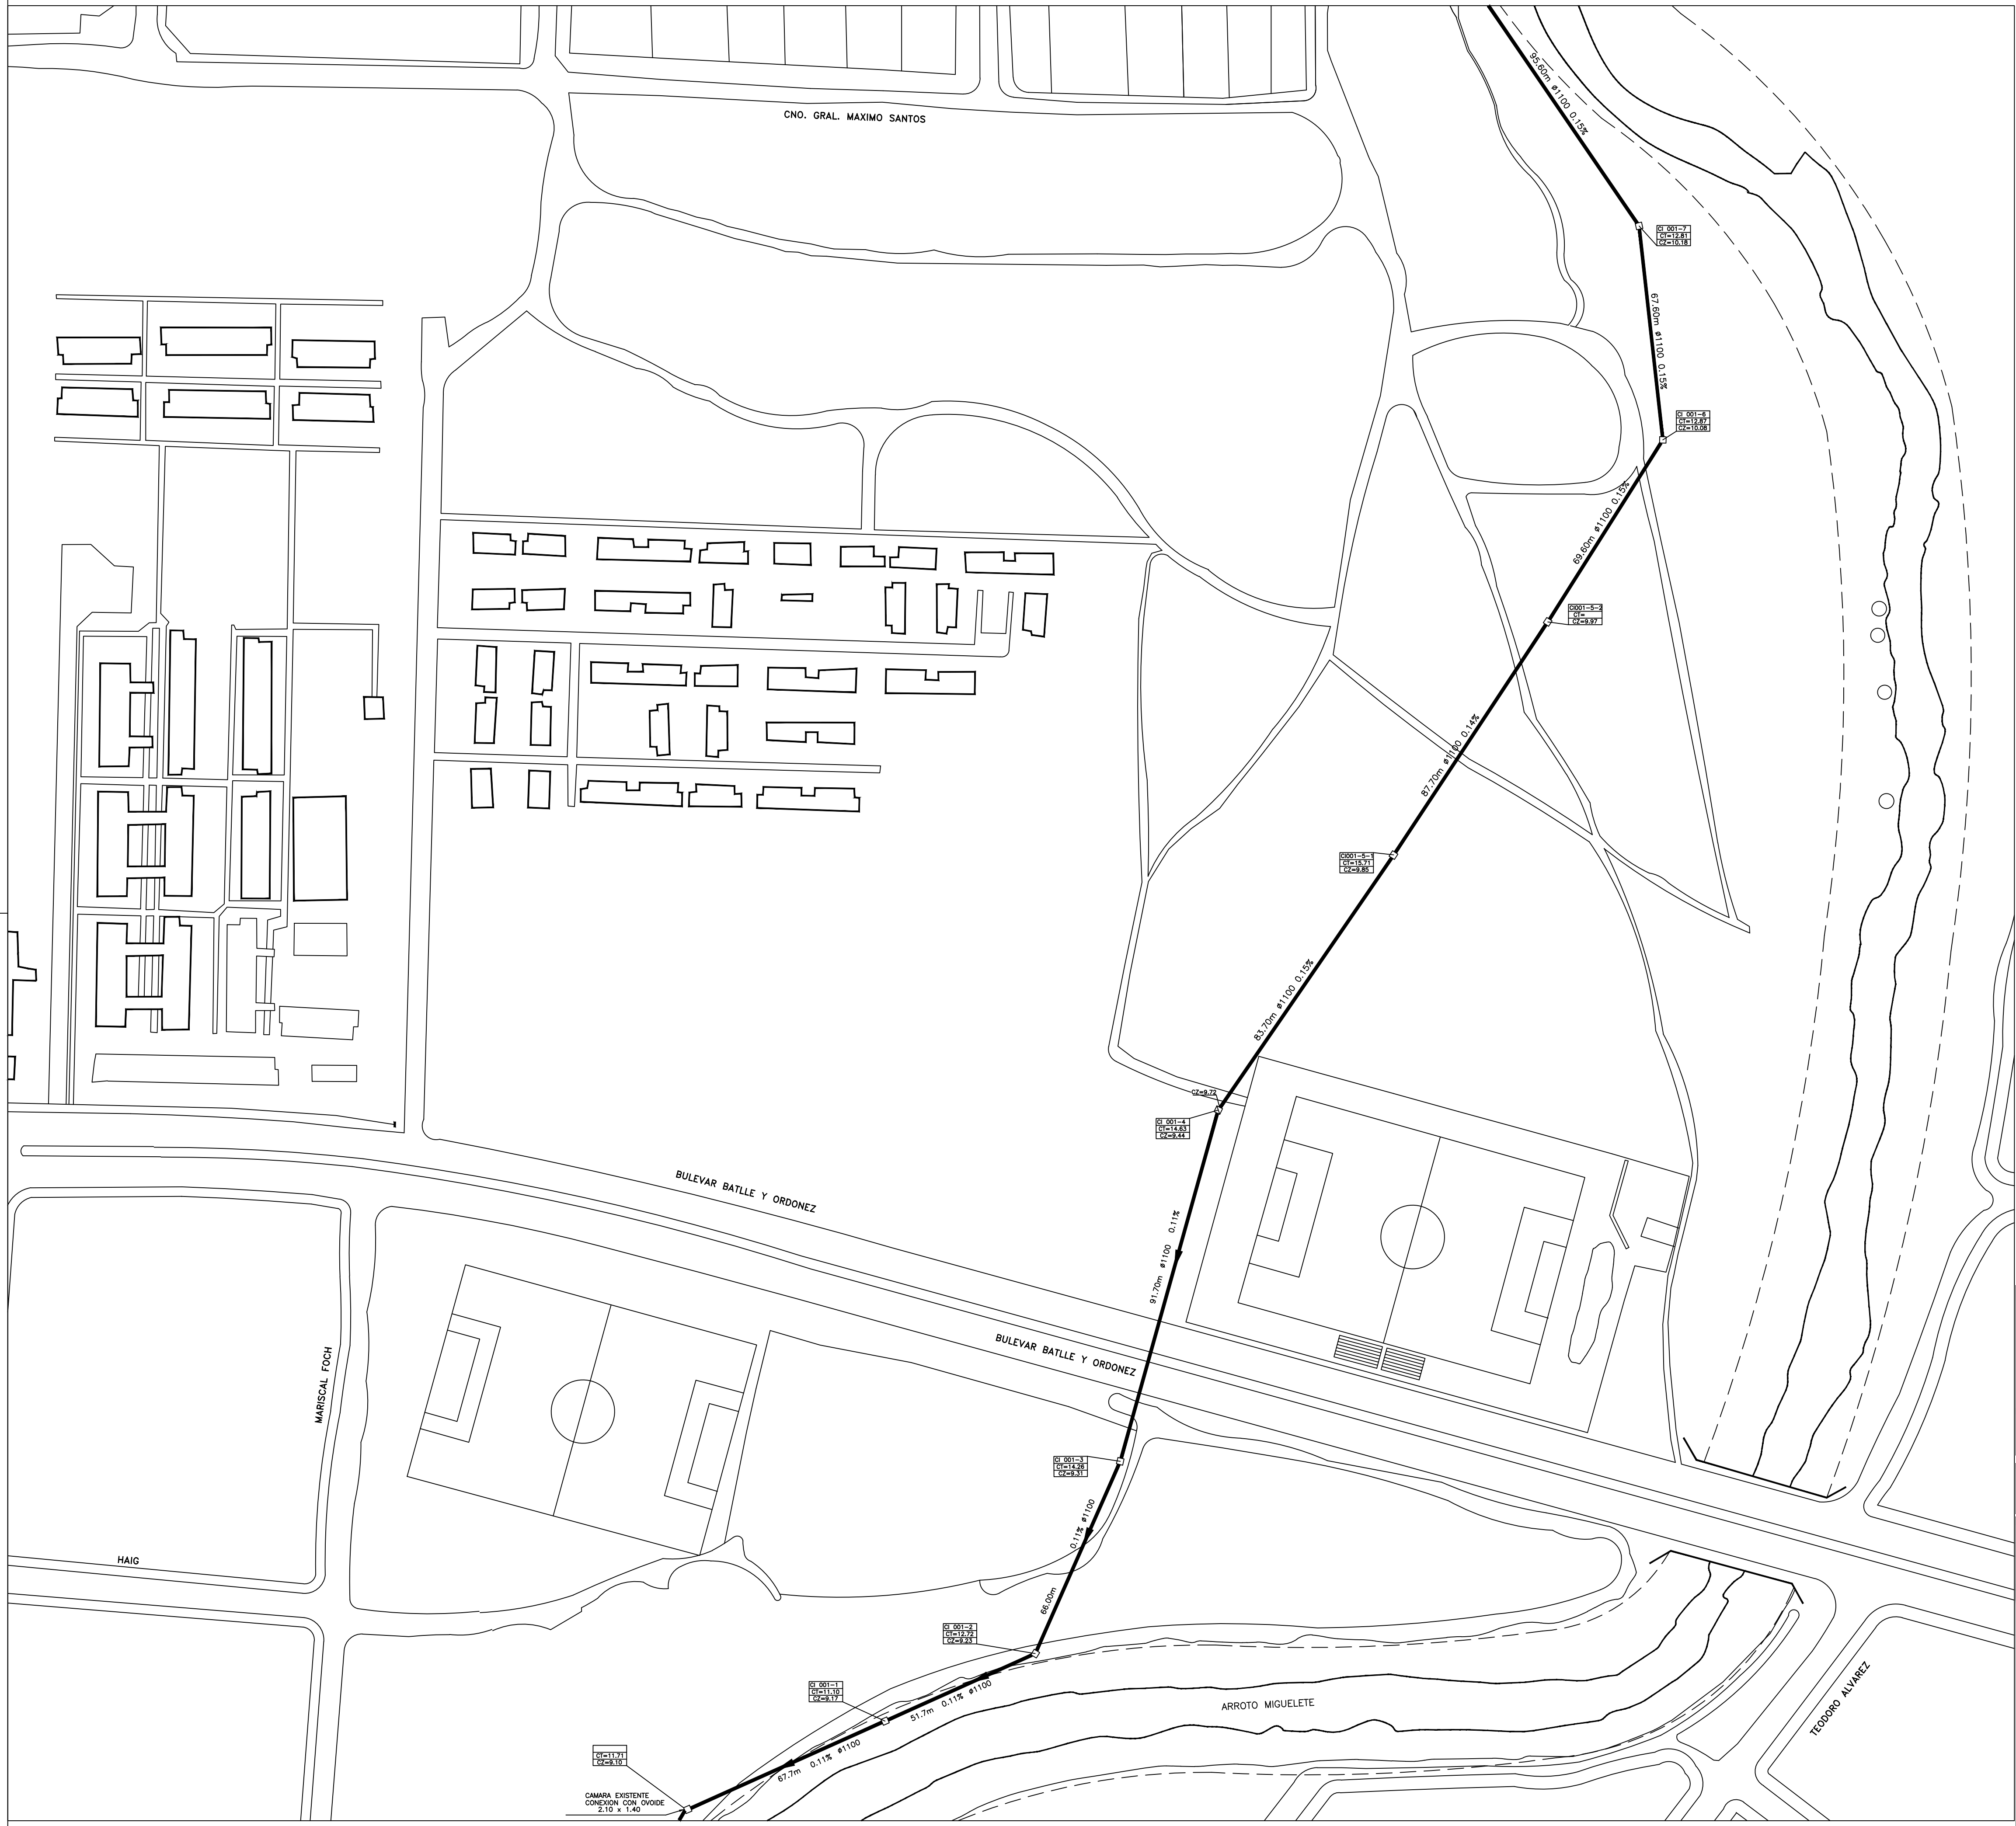 95.60m ø1100 0.15%
CNO. GRAL. MAXIMO SANTOS
CI 001-7
CT=12.81
CZ=10.18
67.60m ø1100 0.15%
CI 001-6
CT=12.87
CZ=10.08
69.60m ø1100 0.15%
CI001-5-2
CT=
CZ=9.97
87.70m ø1100 0.14%
CI001-5-1
CT=15.71
CZ=9.85
83.70m ø1100 0.15%
CZ=9.72
CI 001-4
CT=14.63
CZ=9.44
BULEVAR BATLLE Y ORDONEZ
91.70m ø1100 0.11%
BULEVAR BATLLE Y ORDONEZ
MARISCAL FOCH
CI 001-3
CT=14.26
CZ=9.31
0.11% ø1100
HAIG
66.00m
CI 001-2
CT=12.72
CZ=9.23
CI 001-1
CT=11.10
CZ=9.17
51.7m 0.11% ø1100
ARROTO MIGUELETE
TEODORO ALVAREZ
CT=11.71
CZ=9.10
67.7m 0.11% ø1100
CAMARA EXISTENTE
CONEXION CON OVOIDE
2.10 x 1.40